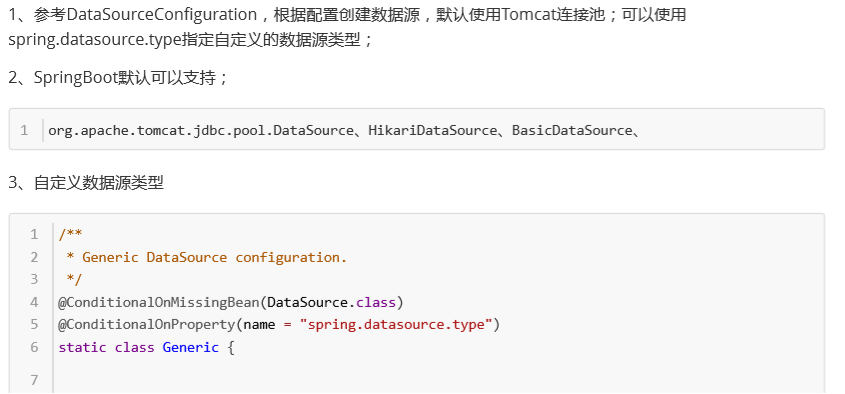 1、参考DataSourceConfiguration，根据配置创建数据源，默认使用Tomcat连接池；可以使用
spring.datasource.type指定自定义的数据源类型；
2、SpringBoot默认可以支持；
1 org.apache.tomcat.jdbc.pool.DataSource、HikariDataSource、BasicDataSource、
3、自定义数据源类型
1 /**
2  * Generic DataSource configuration.
3  */
4 @ConditionalOnMissingBean(DataSource.class)
5 @ConditionalOnProperty(name = "spring.datasource.type")
6 static class Generic {
7